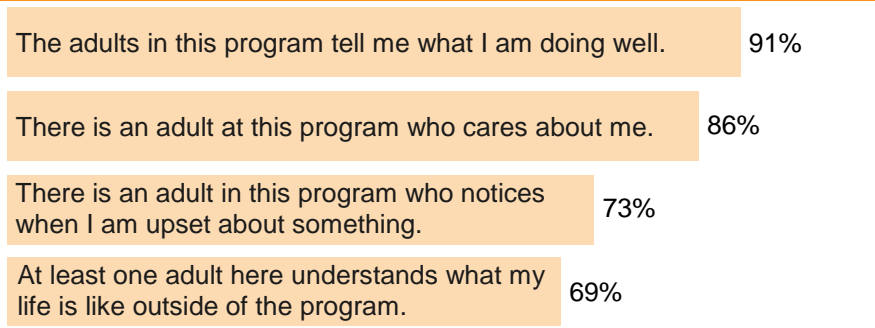 The adults in this program tell me what I am doing well. 91%
There is an adult at this program who cares about me. 86%
There is an adult in this program who notices
when I am upset about something. 73%
At least one adult here understands what my
life is like outside of the program. 69%